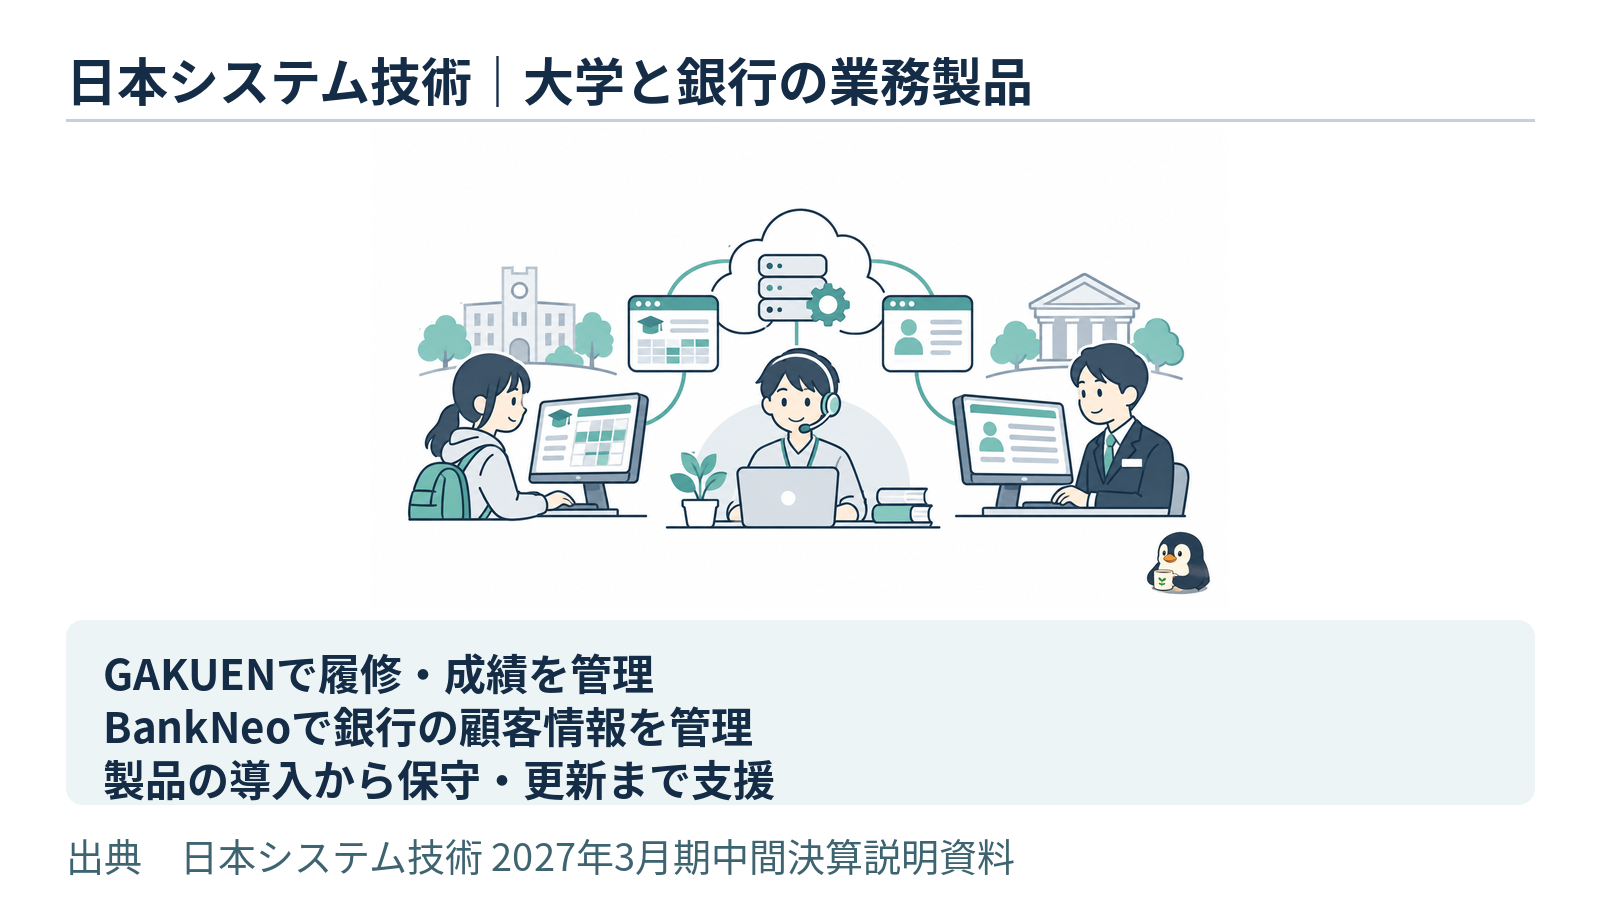 日本システム技術｜大学と銀行の業務製品
GAKUENで履修・成績を管理
BankNeoで銀行の顧客情報を管理
製品の導入から保守・更新まで支援
出典　日本システム技術 2027年3月期中間決算説明資料